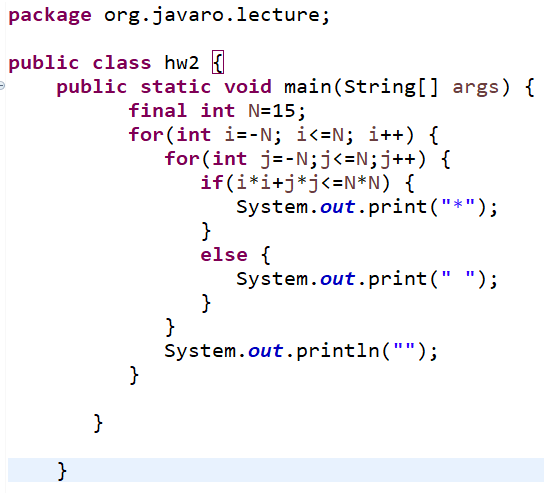 package org.javaro.lecture;
public class hw2 {
public static void main(String[] args) {
final int N=15;
for(int i=-N; i<=N; i++) {
for(int j=-N;j<=N;j++) {
if(i*i+j*j<=N*N) {
System.out.print("*");
}
else {
System.out.print(" ");
}
}
System.out.println("");
}
}
}